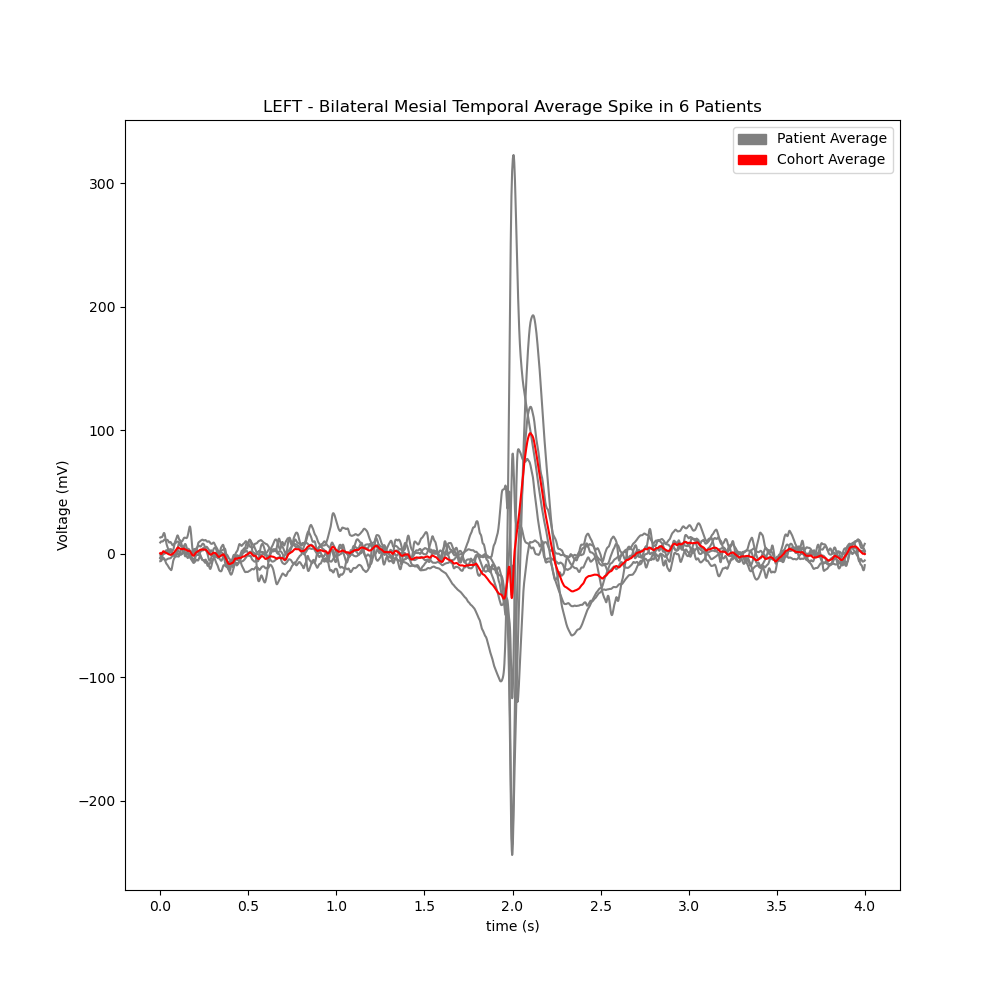 LEFT - Bilateral Mesial Temporal Average Spike in 6 Patients
Patient Average
Cohort Average
300
200
100
0
−100
−200
Voltage (mV)
0.0 0.5 1.0 1.5 2.0 2.5 3.0 3.5 4.0
time (s)